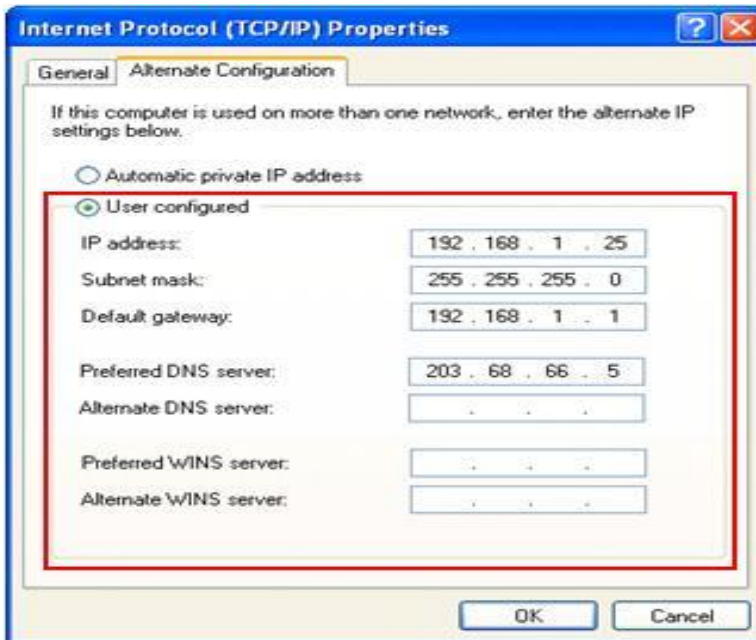 Internet Protocol (TCP/IP) Properties
General Alternate Configuration
If this computer is used on more than one network, enter the alternate IP
settings below.
Automatic private IP address
User configured
IP address: 192 . 168 . 1 . 25
Subnet mask: 255 . 255 . 255 . 0
Default gateway: 192 . 168 . 1 . 1
Preferred DNS server: 203 . 68 . 66 . 5
Alternate DNS server: . . .
Preferred WINS server: . . .
Alternate WINS server: . . .
OK Cancel